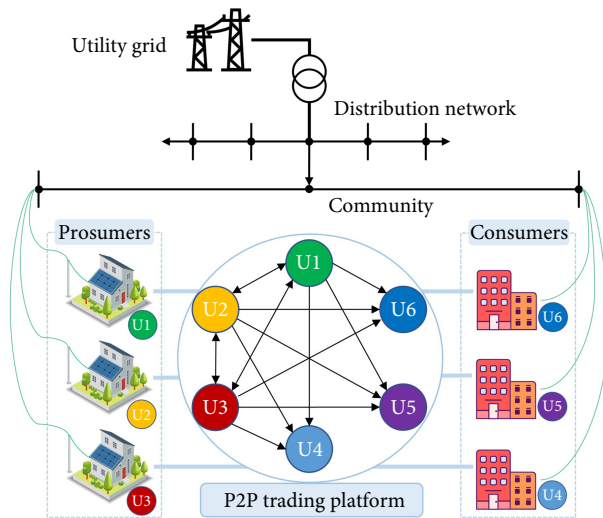 Utility grid
Distribution network
Community
Prosumers
Consumers
U1
U2
U6
U3
U5
U4
U1
U2
U3
U6
U5
U4
P2P trading platform